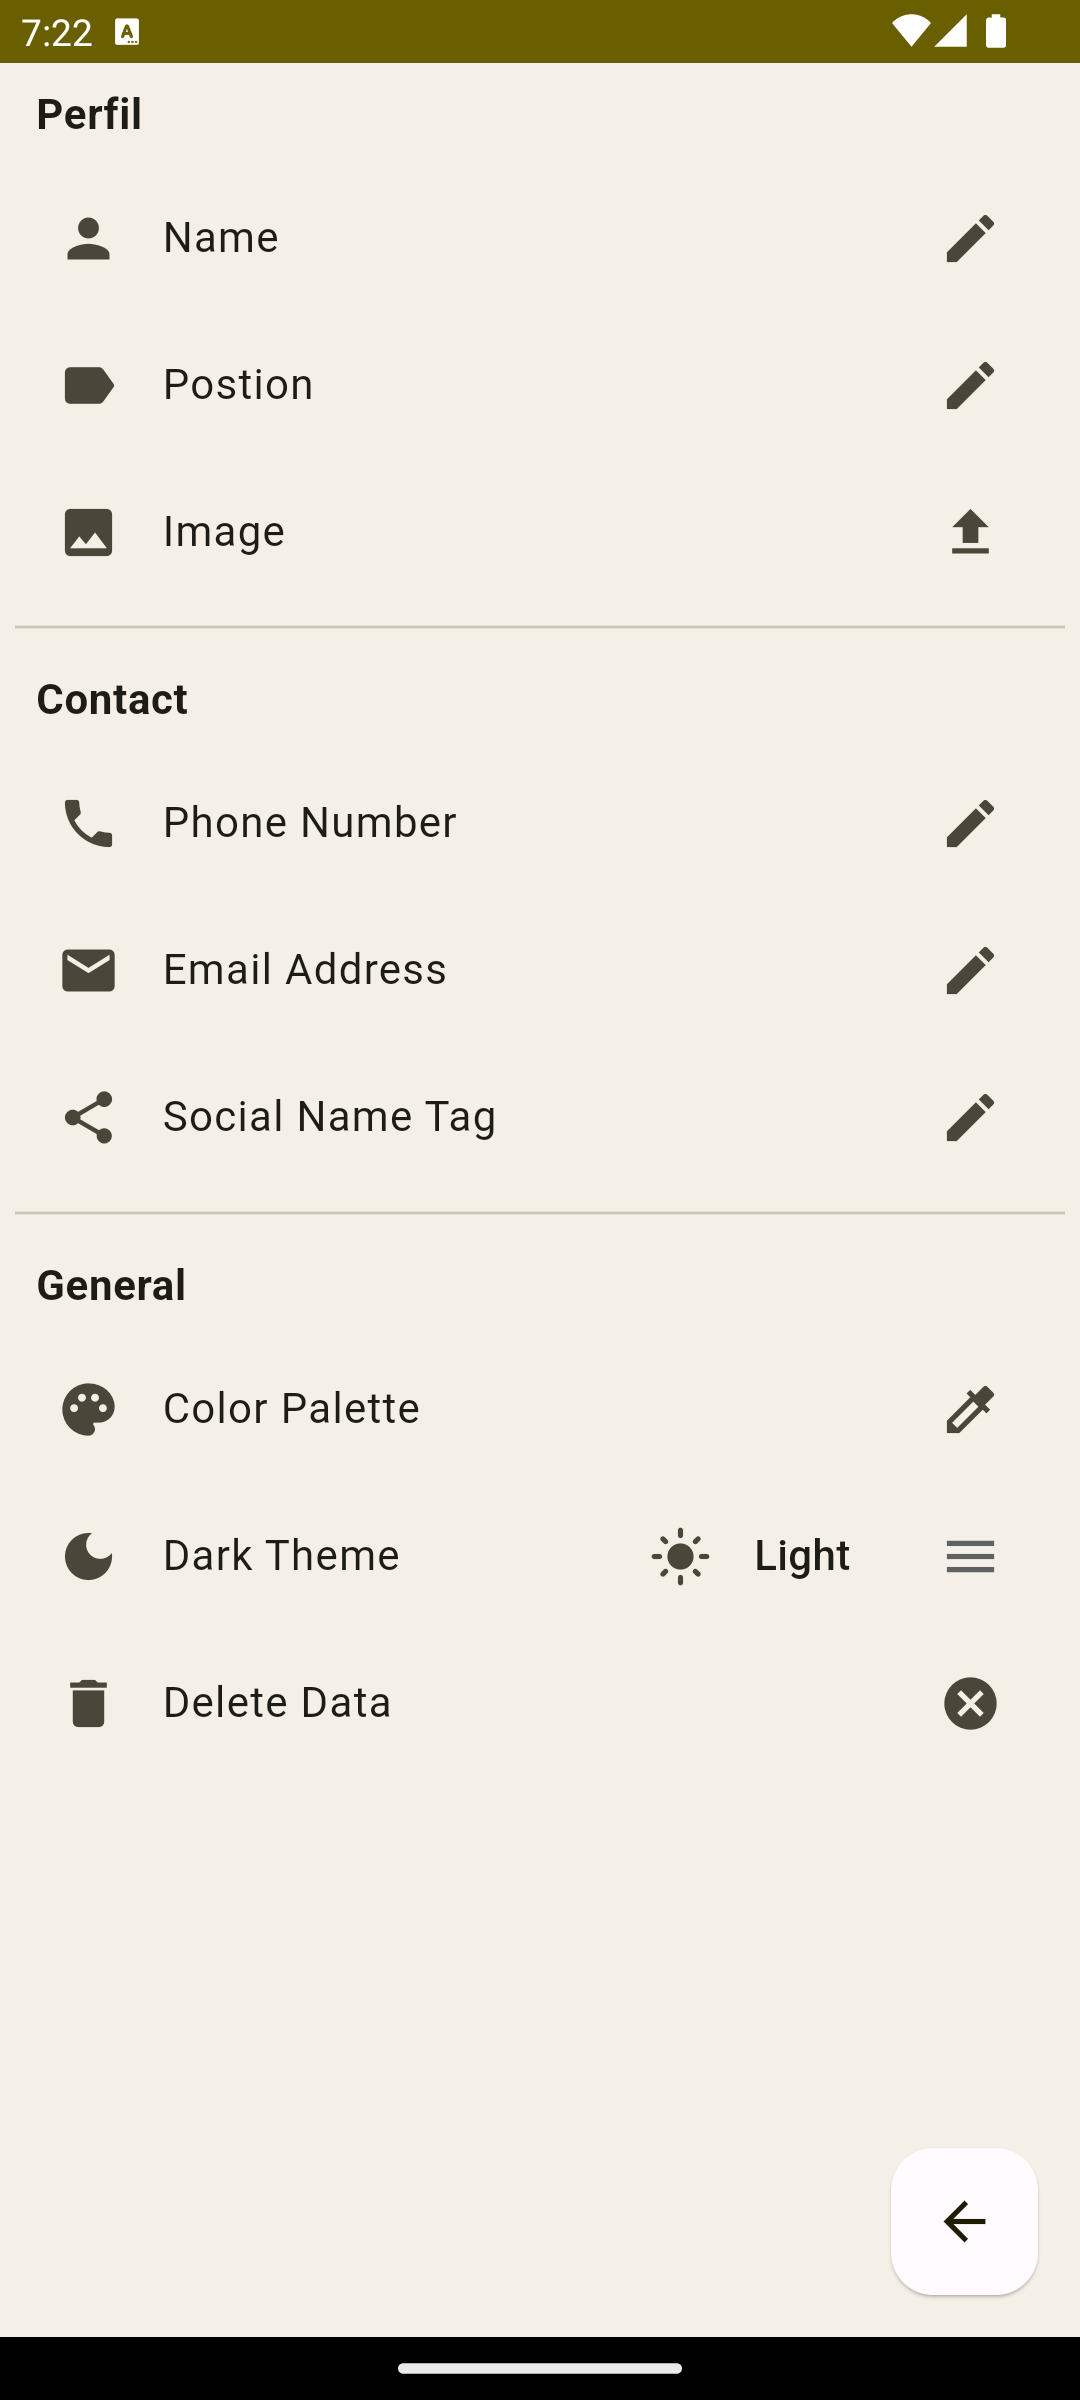 7:22
Perfil
Name
Postion
Image
Contact
Phone Number
Email Address
Social Name Tag
General
Color Palette
Dark Theme Light
Delete Data